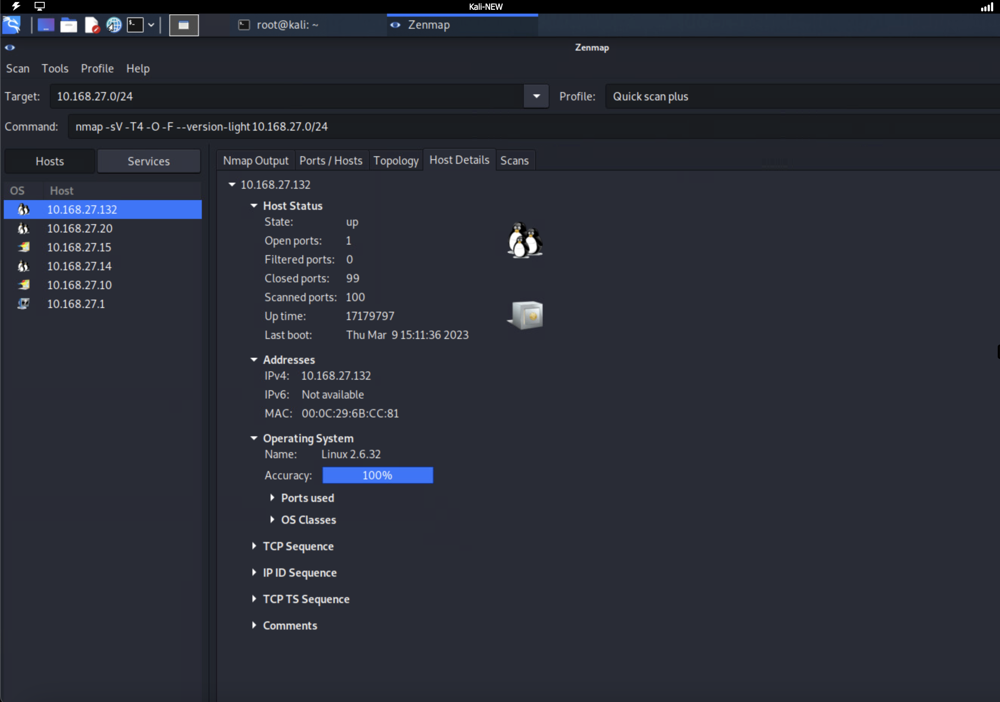 Kali-NEW
root@kali: ~
Zenmap
Zenmap
Scan Tools Profile Help
Target: 10.168.27.0/24 Profile: Quick scan plus
Command: nmap -sV -T4 -O -F --version-light 10.168.27.0/24
Hosts Services
OS Host
10.168.27.132
10.168.27.20
10.168.27.15
10.168.27.14
10.168.27.10
10.168.27.1
Nmap Output Ports / Hosts Topology Host Details Scans
10.168.27.132
Host Status
State: up
Open ports: 1
Filtered ports: 0
Closed ports: 99
Scanned ports: 100
Up time: 17179797
Last boot: Thu Mar 9 15:11:36 2023
Addresses
IPv4: 10.168.27.132
IPv6: Not available
MAC: 00:0C:29:6B:CC:81
Operating System
Name: Linux 2.6.32
Accuracy: 100%
Ports used
OS Classes
TCP Sequence
IP ID Sequence
TCP TS Sequence
Comments